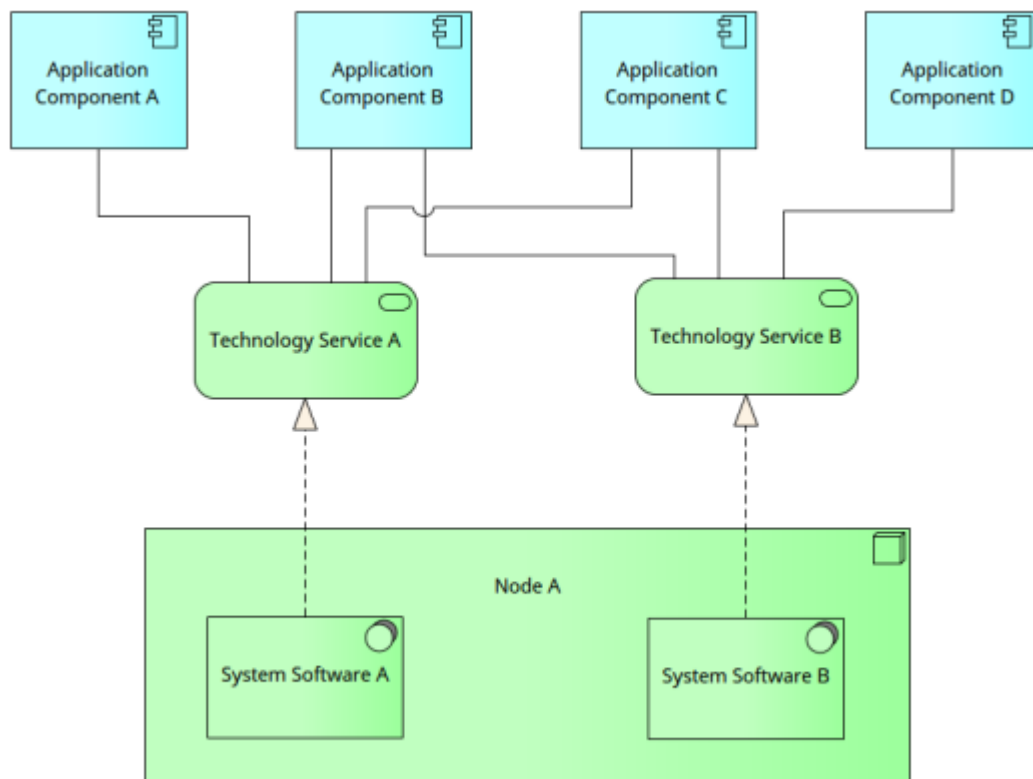 Application
Component A
Application
Component B
Application
Component C
Application
Component D
Technology Service A
Technology Service B
Node A
System Software A
System Software B